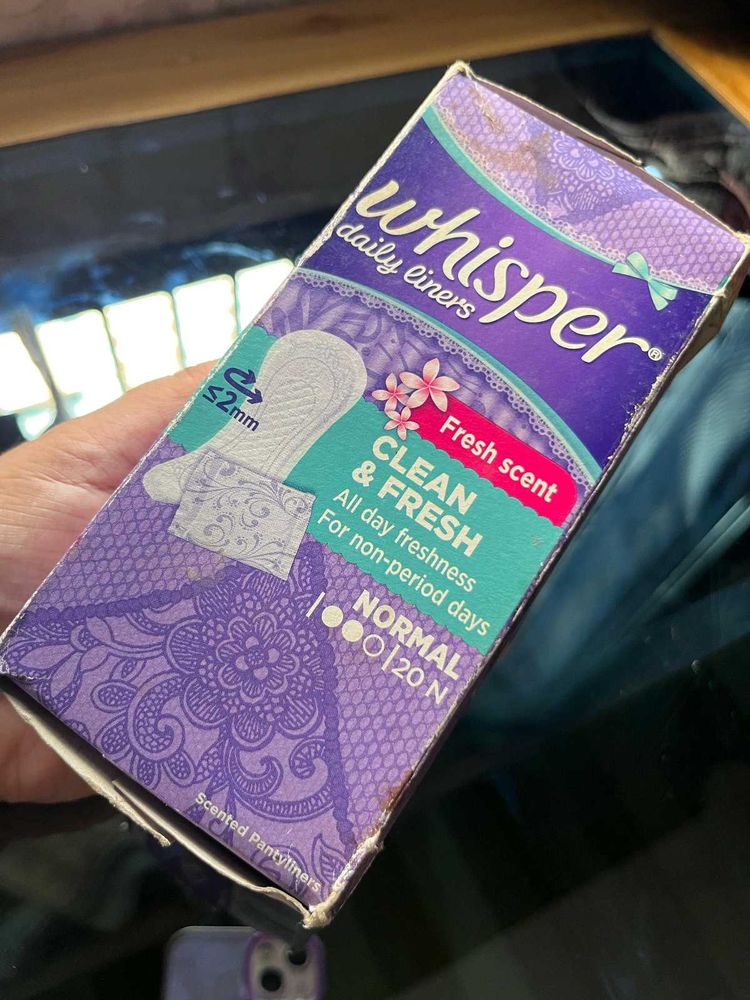 whisper®
daily liners
≤2mm
Fresh scent
CLEAN
& FRESH
All day freshness
For non-period days
NORMAL
20 N
Scented Pantyliners